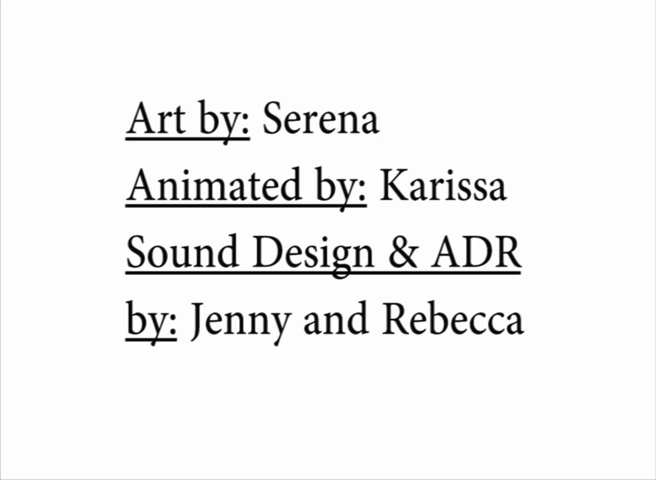 Art by: Serena
Animated by: Karissa
Sound Design & ADR
by: Jenny and Rebecca